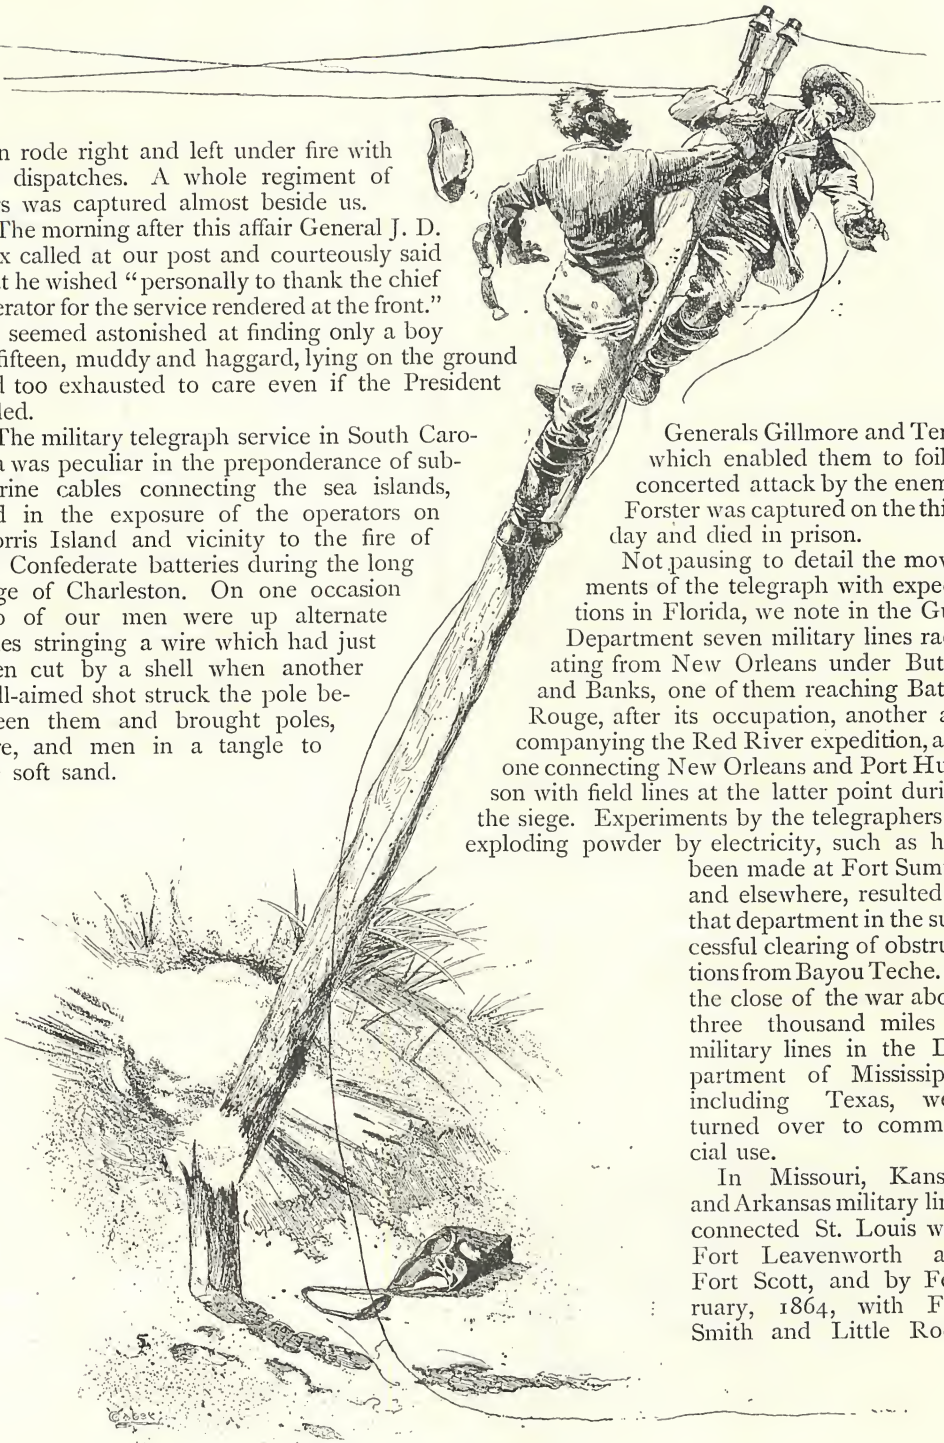 n rode right and left under fire with
dispatches. A whole regiment of
s was captured almost beside us.
The morning after this affair General J. D.
x called at our post and courteously said
t he wished "personally to thank the chief
erator for the service rendered at the front."
seemed astonished at finding only a boy
fifteen, muddy and haggard, lying on the ground
d too exhausted to care even if the President
led.
The military telegraph service in South Caro-
a was peculiar in the preponderance of sub-
rine cables connecting the sea islands,
d in the exposure of the operators on
orris Island and vicinity to the fire of
Confederate batteries during the long
ge of Charleston. On one occasion
o of our men were up alternate
les stringing a wire which had just
en cut by a shell when another
ll-aimed shot struck the pole be-
een them and brought poles,
re, and men in a tangle to
soft sand.
Generals Gillmore and Ter
which enabled them to foil
concerted attack by the enem
Forster was captured on the thi
day and died in prison.
Not pausing to detail the mov
ments of the telegraph with expe
tions in Florida, we note in the Gu
Department seven military lines ra
ating from New Orleans under But
and Banks, one of them reaching Bat
Rouge, after its occupation, another a
companying the Red River expedition, a
one connecting New Orleans and Port Hu
son with field lines at the latter point duri
the siege. Experiments by the telegraphers
exploding powder by electricity, such as h
been made at Fort Sum
and elsewhere, resulted
that department in the su
cessful clearing of obstru
tions from Bayou Teche.
the close of the war abo
three thousand miles
military lines in the D
partment of Mississip
including Texas, we
turned over to comm
cial use.
In Missouri, Kans
and Arkansas military lin
connected St. Louis w
Fort Leavenworth a
Fort Scott, and by Fe
ruary, 1864, with F
Smith and Little Ro